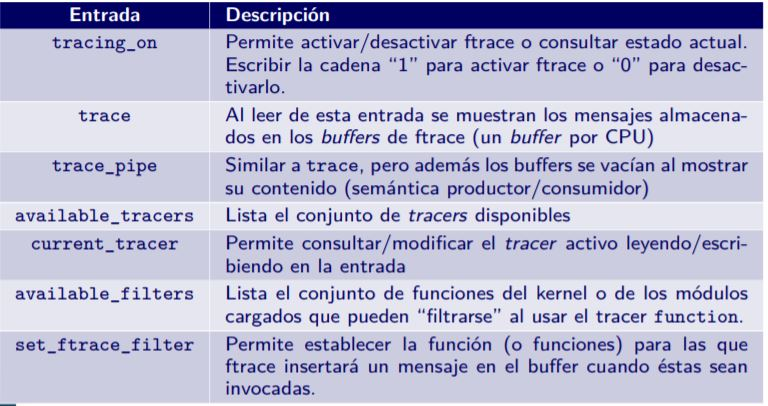 Entrada Descripción
tracing_on Permite activar/desactivar ftrace o consultar estado actual.
Escribir la cadena “1” para activar ftrace o “0” para desac-
tivarlo.
trace Al leer de esta entrada se muestran los mensajes almacena-
dos en los buffers de ftrace (un buffer por CPU)
trace_pipe Similar a trace, pero además los buffers se vacían al mostrar
su contenido (semántica productor/consumidor)
available_tracers Lista el conjunto de tracers disponibles
current_tracer Permite consultar/modificar el tracer activo leyendo/escri-
biendo en la entrada
available_filters Lista el conjunto de funciones del kernel o de los módulos
cargados que pueden “filtrarse” al usar el tracer function.
set_ftrace_filter Permite establecer la función (o funciones) para las que
ftrace insertará un mensaje en el buffer cuando éstas sean
invocadas.